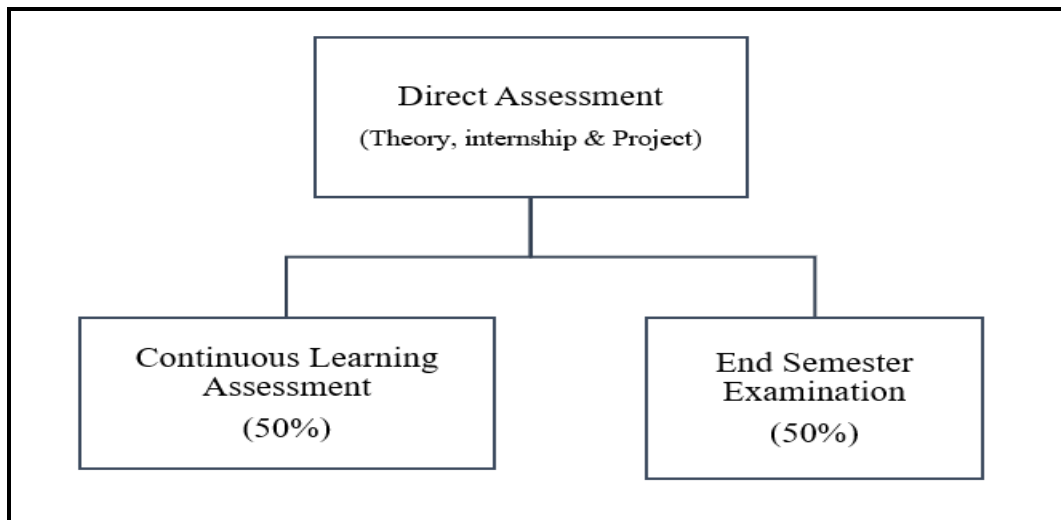 Direct Assessment
(Theory, internship & Project)
Continuous Learning
Assessment
(50%)
End Semester
Examination
(50%)